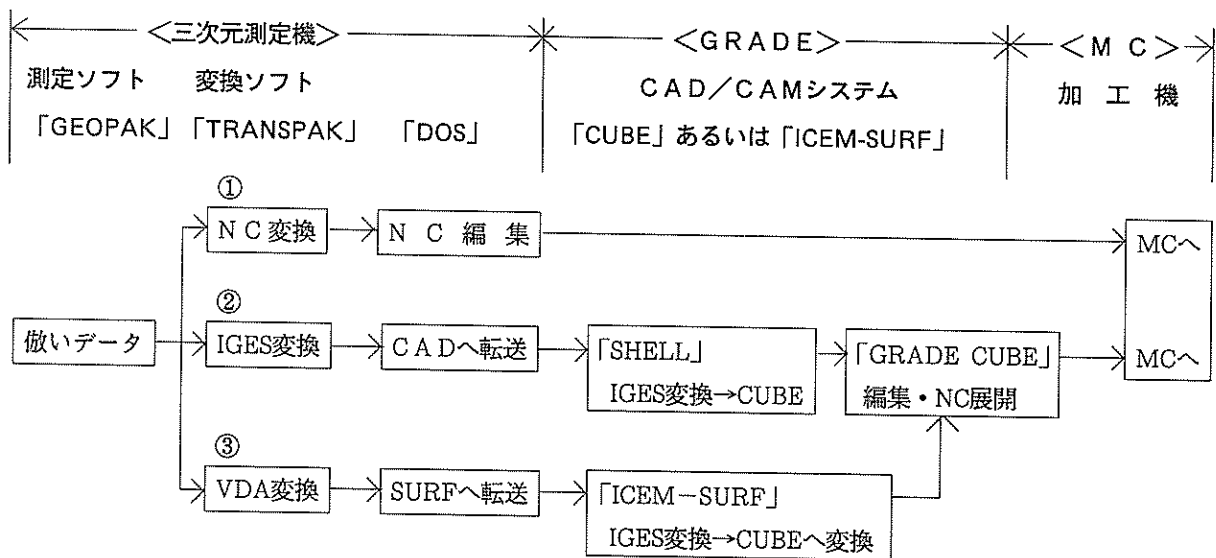 ＜三次元測定機＞ ＜GRADE＞ ＜MC＞
測定ソフト 変換ソフト CAD／CAMシステム 加工機
「GEOPAK」「TRANSPAK」「DOS」 「CUBE」あるいは「ICEM-SURF」
①
NC変換 NC編集 MCへ
②
倣いデータ IGES変換 CADへ転送 「SHELL」 「GRADE CUBE」 MCへ
IGES変換→CUBE 編集・NC展開
③
VDA変換 SURFへ転送 「ICEM－SURF」
IGES変換→CUBEへ変換